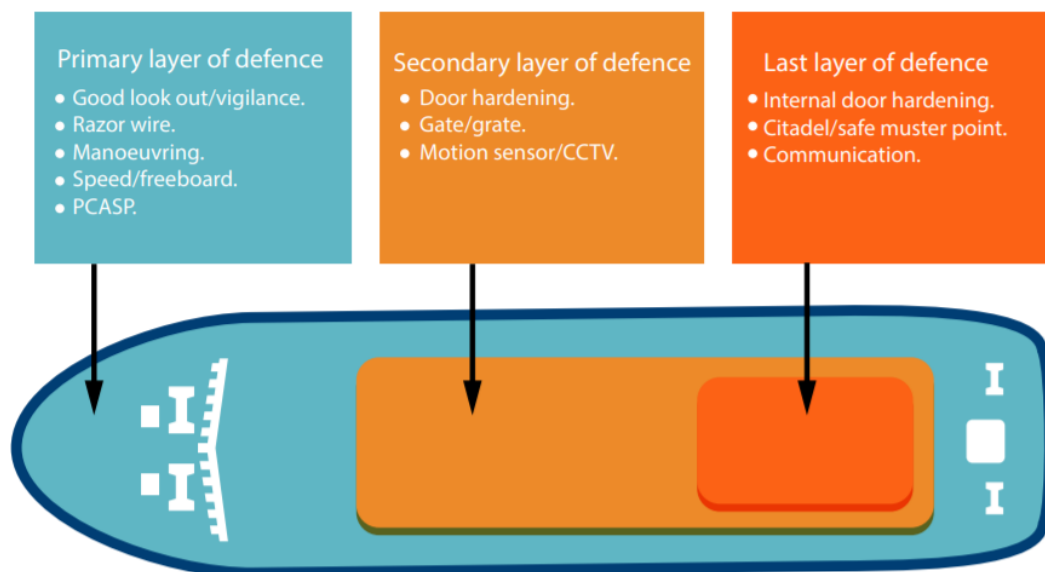 Primary layer of defence
• Good look out/vigilance.
• Razor wire.
• Manoeuvring.
• Speed/freeboard.
• PCASP.
Secondary layer of defence
• Door hardening.
• Gate/grate.
• Motion sensor/CCTV.
Last layer of defence
• Internal door hardening.
• Citadel/safe muster point.
• Communication.